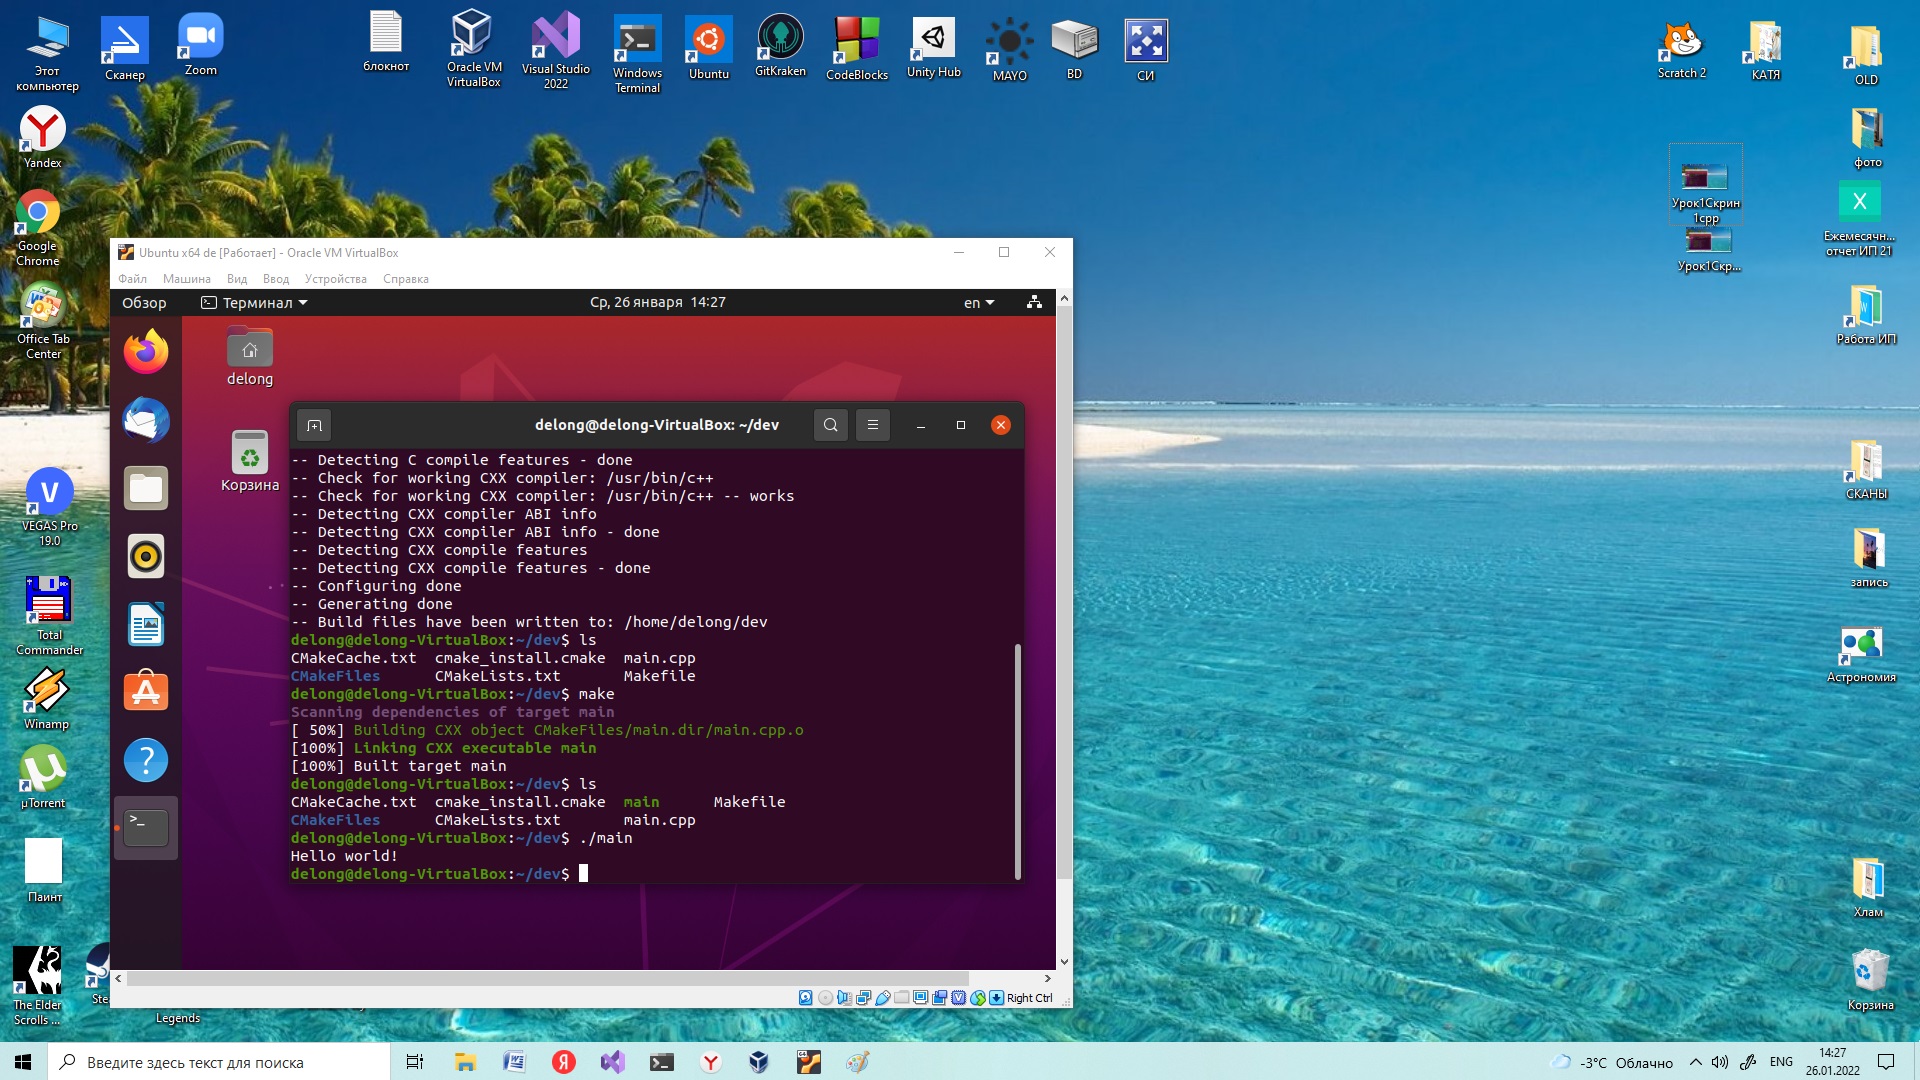 Этот компьютер
Сканер
Zoom
блокнот
Oracle VM VirtualBox
Visual Studio 2022
Windows Terminal
Ubuntu
GitKraken
CodeBlocks
Unity Hub
MAYO
BD
СИ
Scratch 2
КАТЯ
OLD
Yandex
фото
Урок1Скрин1cpp
Урок1Скр...
X
Ежемесячн... отчет ИП 21
Google Chrome
Office Tab Center
Работа ИП
VEGAS Pro 19.0
СКАНЫ
запись
Total Commander
Астрономия
Winamp
µTorrent
Паинт
Хлам
The Elder Scrolls ...
Legends
Корзина
Ubuntu x64 de [Работает] - Oracle VM VirtualBox
Файл Машина Вид Ввод Устройства Справка
Обзор Терминал Ср, 26 января 14:27 en
delong
Корзина
delong@delong-VirtualBox: ~/dev
-- Detecting C compile features - done
-- Check for working CXX compiler: /usr/bin/c++
-- Check for working CXX compiler: /usr/bin/c++ -- works
-- Detecting CXX compiler ABI info
-- Detecting CXX compiler ABI info - done
-- Detecting CXX compile features
-- Detecting CXX compile features - done
-- Configuring done
-- Generating done
-- Build files have been written to: /home/delong/dev
delong@delong-VirtualBox:~/dev$ ls
CMakeCache.txt cmake_install.cmake main.cpp
CMakeFiles CMakeLists.txt Makefile
delong@delong-VirtualBox:~/dev$ make
Scanning dependencies of target main
[ 50%] Building CXX object CMakeFiles/main.dir/main.cpp.o
[100%] Linking CXX executable main
[100%] Built target main
delong@delong-VirtualBox:~/dev$ ls
CMakeCache.txt cmake_install.cmake main Makefile
CMakeFiles CMakeLists.txt main.cpp
delong@delong-VirtualBox:~/dev$ ./main
Hello world!
delong@delong-VirtualBox:~/dev$
Right Ctrl
Введите здесь текст для поиска
-3°C Облачно ENG 14:27
26.01.2022